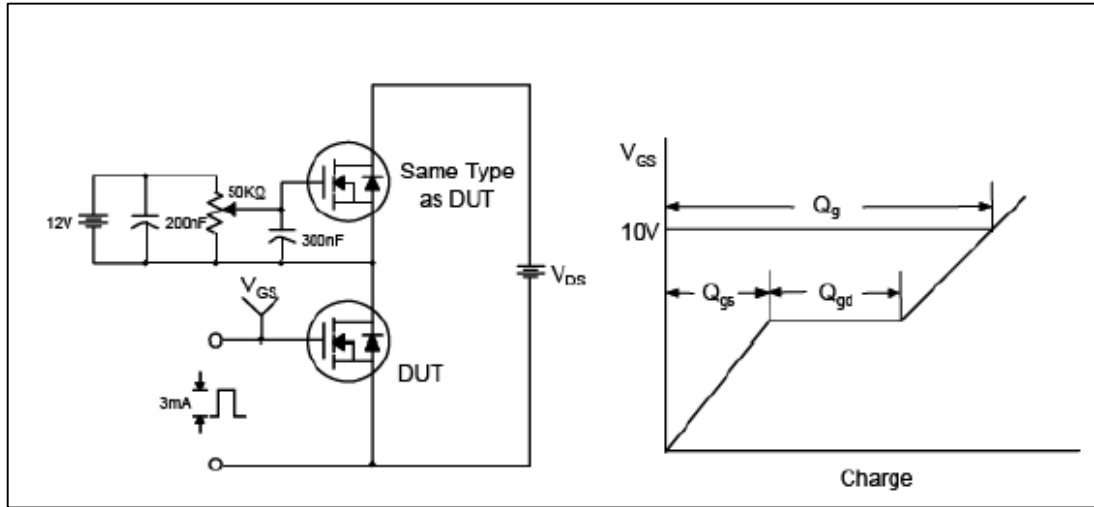 Same Type
as DUT
50KΩ
12V
200nF
300nF
VGS
DUT
3mA
VDS
VGS
10V
Qg
Qgs
Qgd
Charge